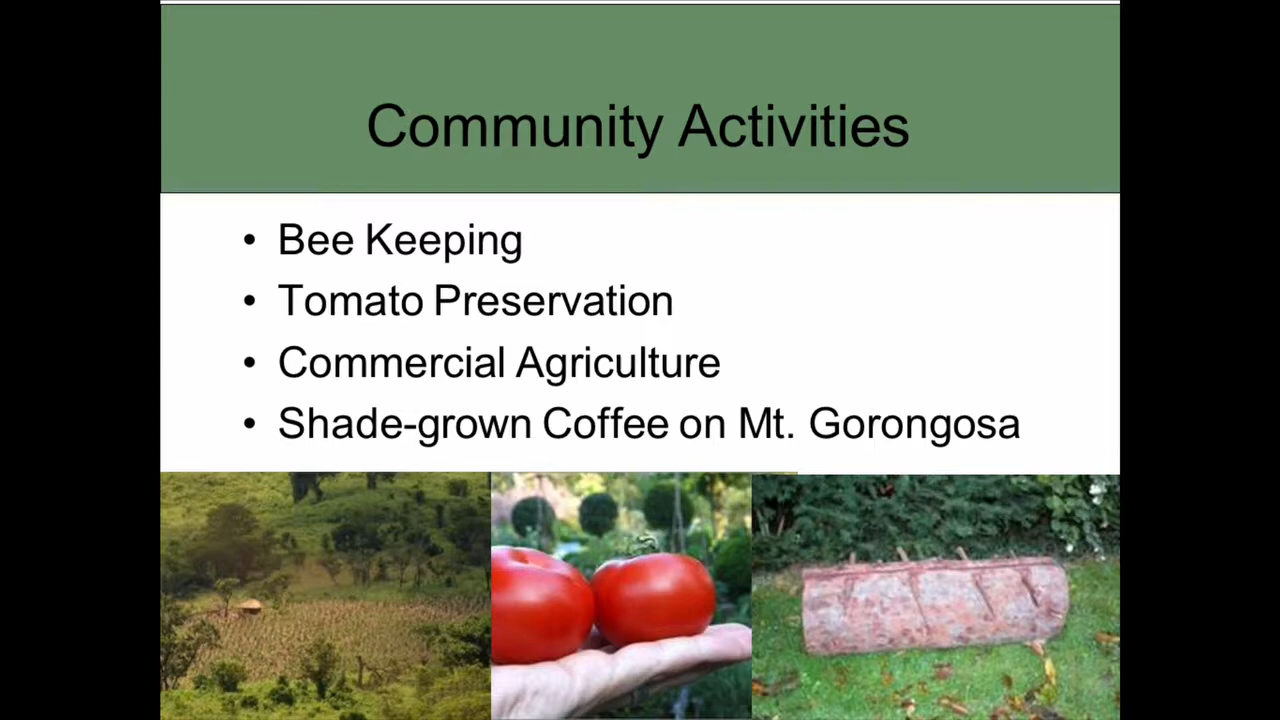 Community Activities
• Bee Keeping
• Tomato Preservation
• Commercial Agriculture
• Shade-grown Coffee on Mt. Gorongosa